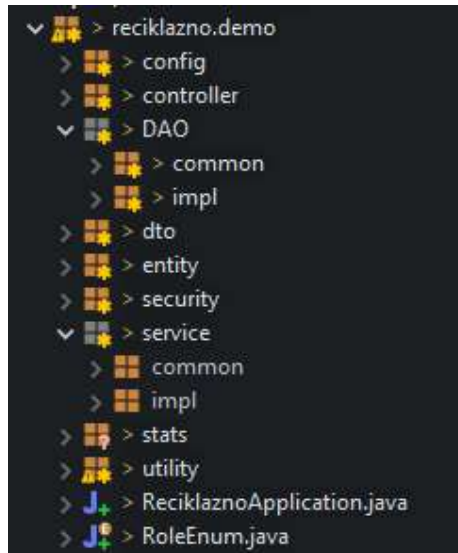 > reciklazno.demo
> config
> controller
> DAO
> common
> impl
> dto
> entity
> security
> service
common
impl
> stats
> utility
> ReciklaznoApplication.java
> RoleEnum.java